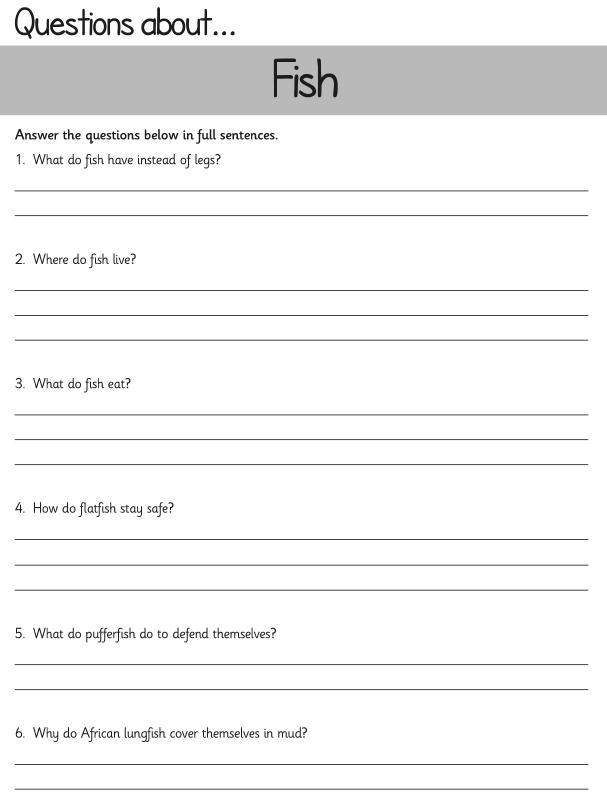 Questions about...
Fish
Answer the questions below in full sentences.
1. What do fish have instead of legs?
2. Where do fish live?
3. What do fish eat?
4. How do flatfish stay safe?
5. What do pufferfish do to defend themselves?
6. Why do African lungfish cover themselves in mud?